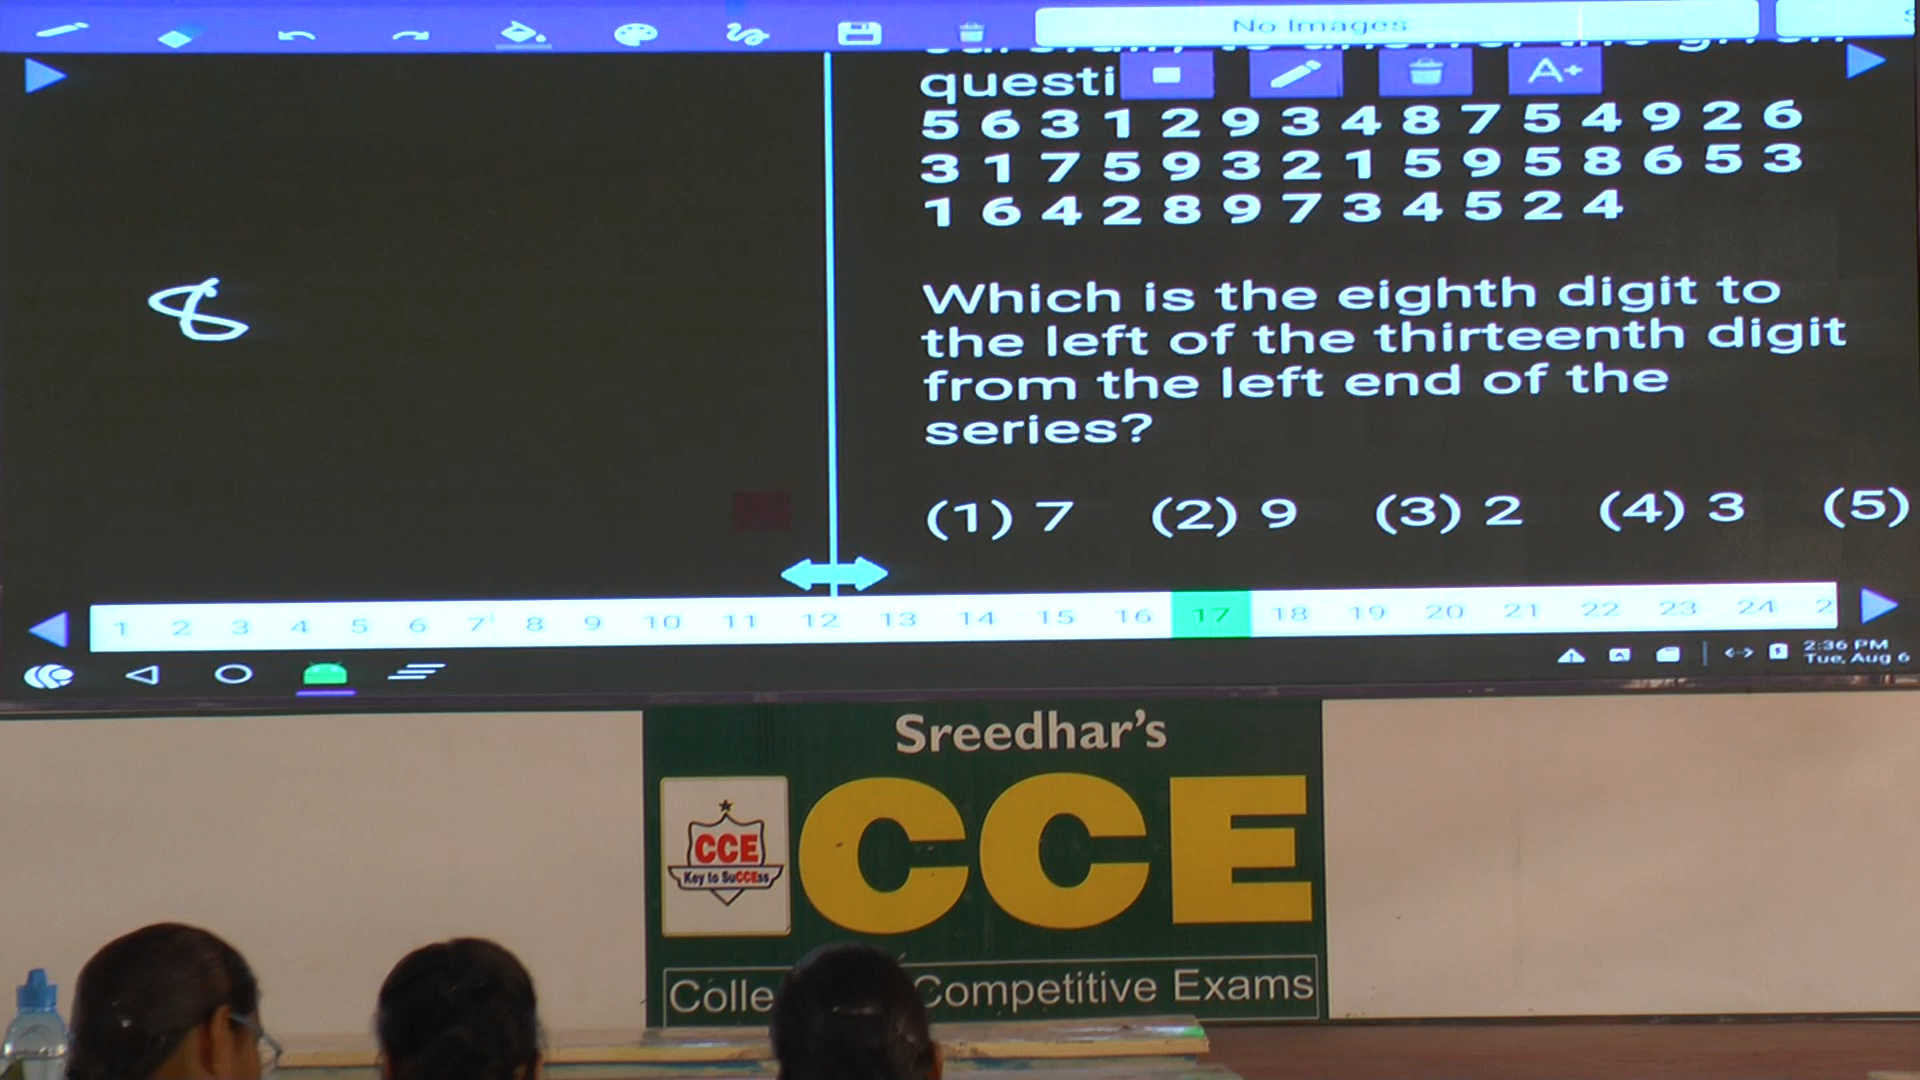 No Images
questi
A+
5 6 3 1 2 9 3 4 8 7 5 4 9 2 6
3 1 7 5 9 3 2 1 5 9 5 8 6 5 3
1 6 4 2 8 9 7 3 4 5 2 4
8
Which is the eighth digit to
the left of the thirteenth digit
from the left end of the
series?
(1) 7 (2) 9 (3) 2 (4) 3 (5)
1 2 3 4 5 6 7 8 9 10 11 12 13 14 15 16 17 18 19 20 21 22 23 24 2
2:36 PM
Tue, Aug 6
Sreedhar's
CCE
Key to SuCCEss
CCE
Colle Competitive Exams